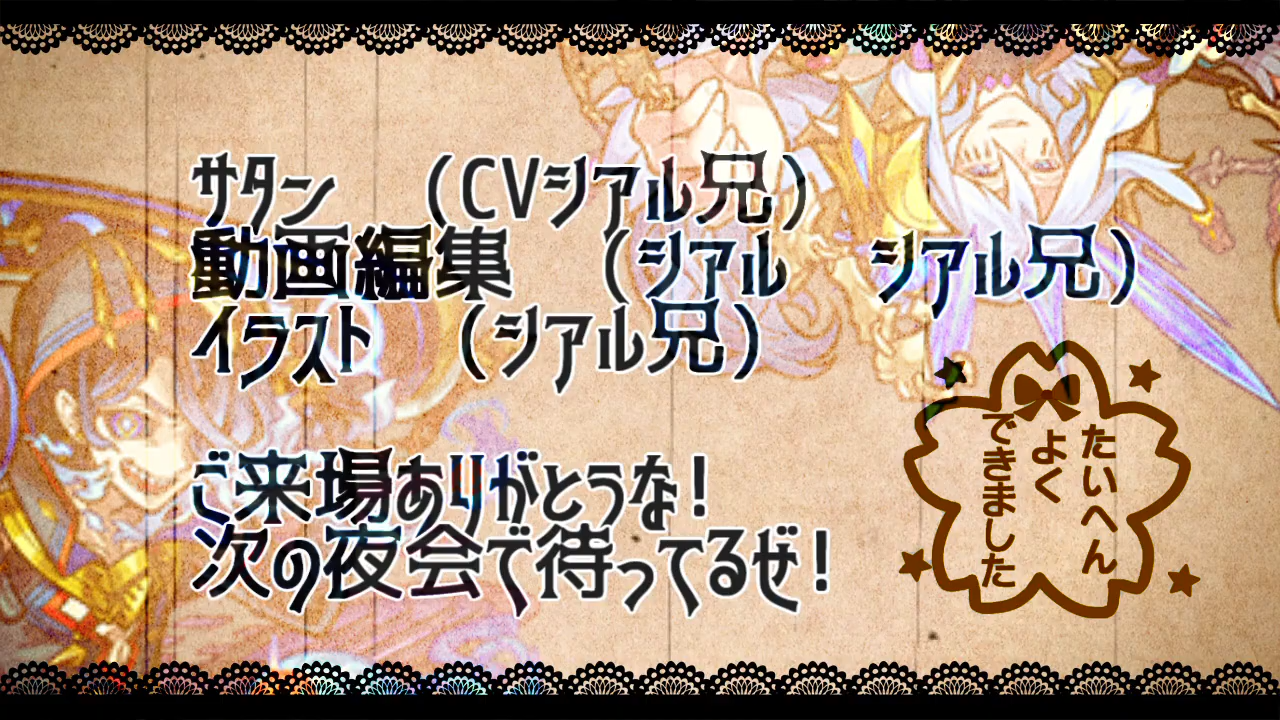 サタン　（CVシアル兄）
動画編集　（シアル　シアル兄）
イラスト　（シアル兄）
ご来場ありがとうな！
次の夜会で待ってるぜ！
たいへん
よく
できました